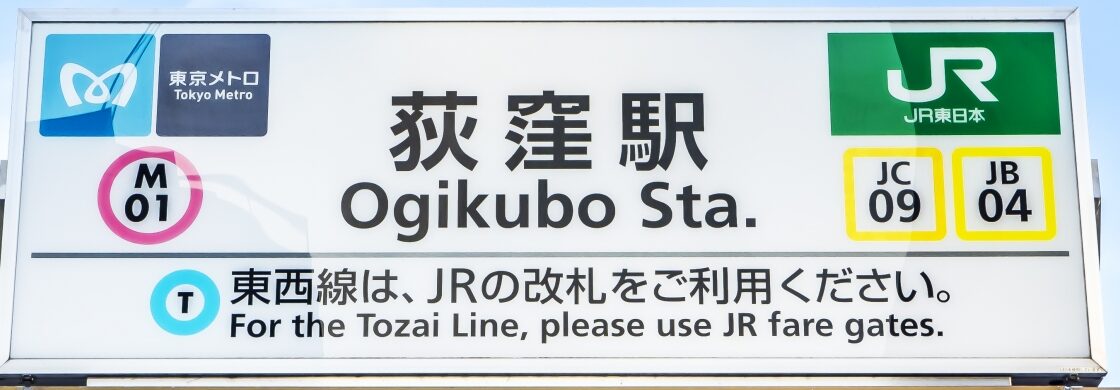 東京メトロ
Tokyo Metro
M
01
荻窪駅
Ogikubo Sta.
JR
JR東日本
JC
09
JB
04
T
東西線は、JRの改札をご利用ください。
For the Tozai Line, please use JR fare gates.